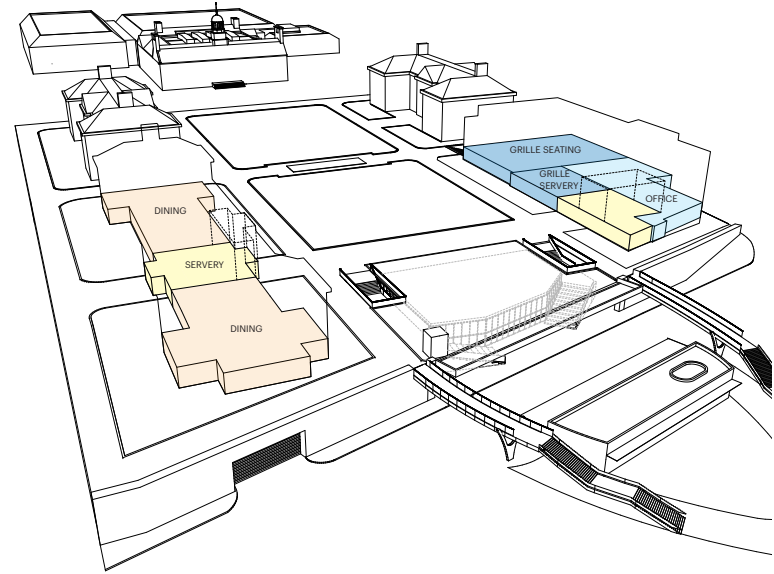 GRILLE SEATING
GRILLE
SERVERY
OFFICE
DINING
SERVERY
DINING